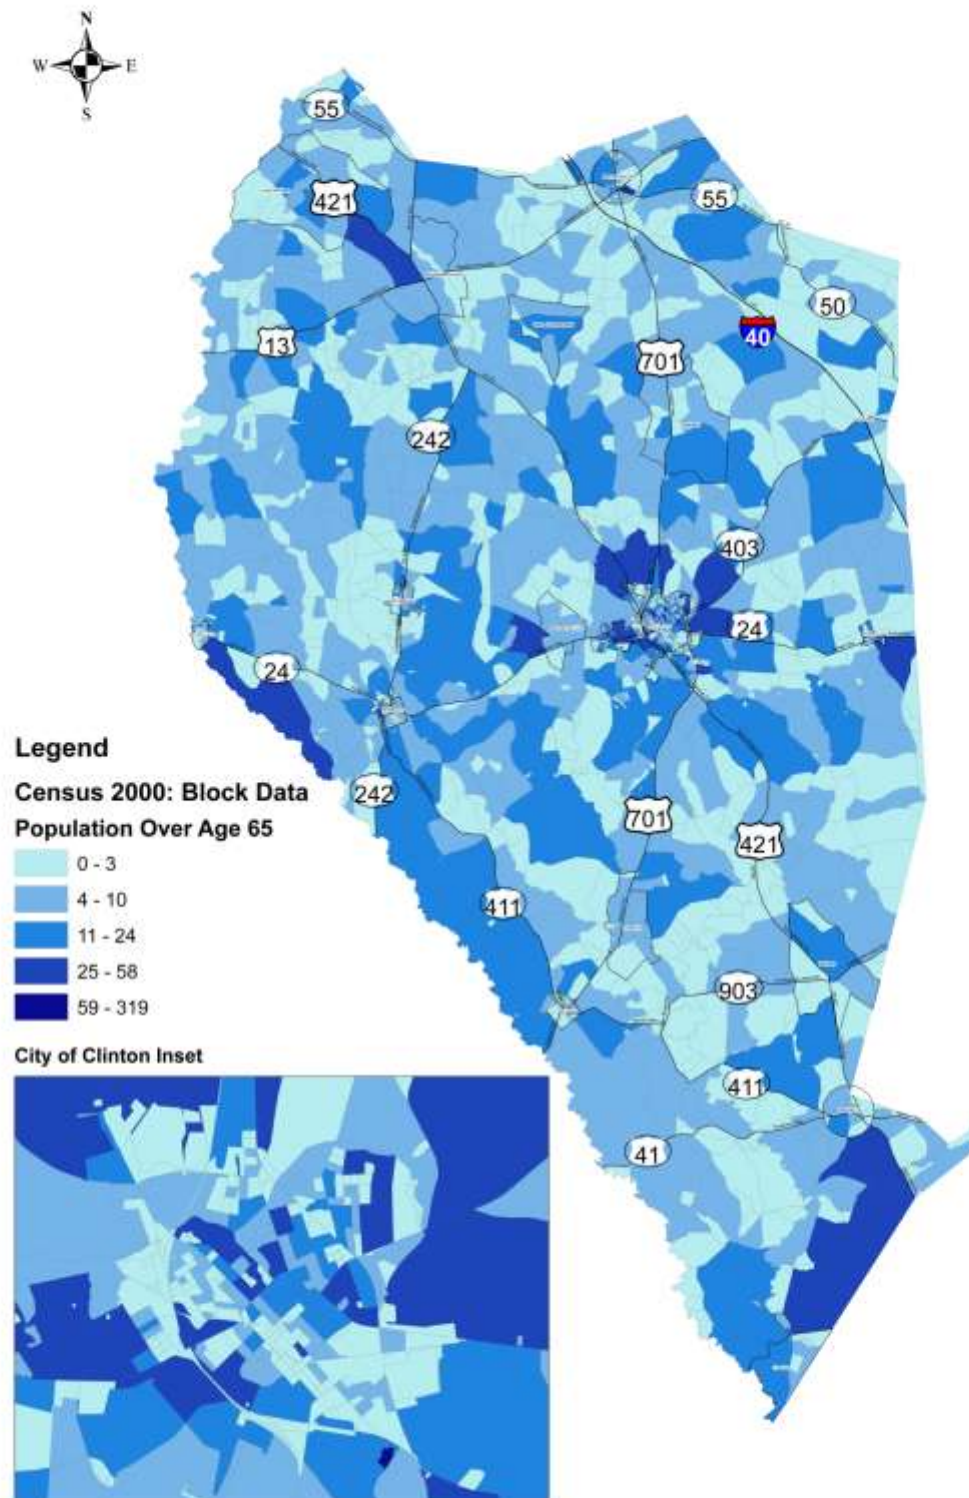 N
W E
S
55
421
55
50
13
40
701
242
403
24
24
242
701
421
411
903
411
41
Legend
Census 2000: Block Data
Population Over Age 65
0 - 3
4 - 10
11 - 24
25 - 58
59 - 319
City of Clinton Inset